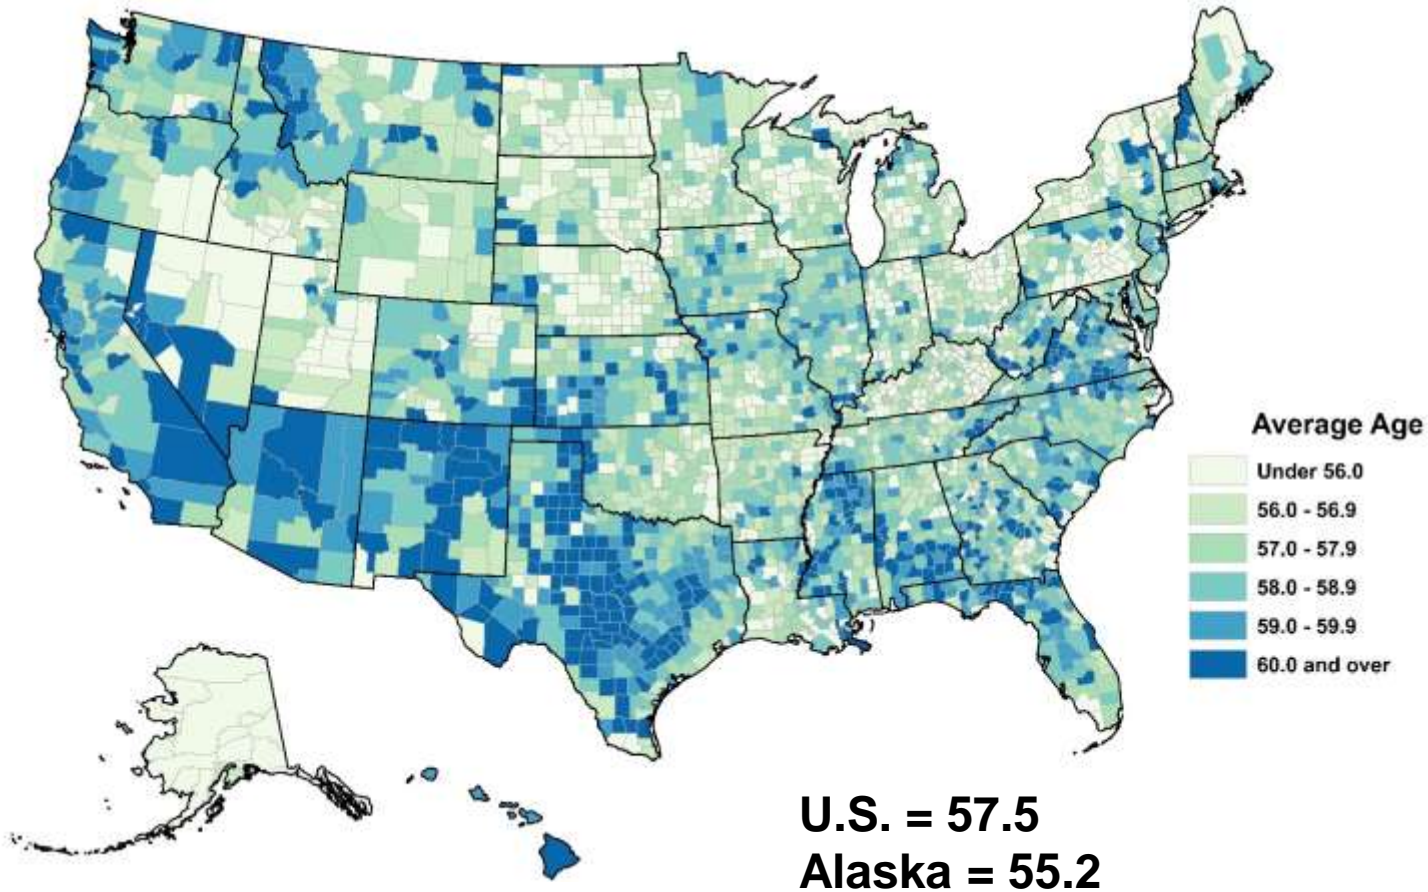 Average Age
Under 56.0
56.0 - 56.9
57.0 - 57.9
58.0 - 58.9
59.0 - 59.9
60.0 and over
U.S. = 57.5
Alaska = 55.2